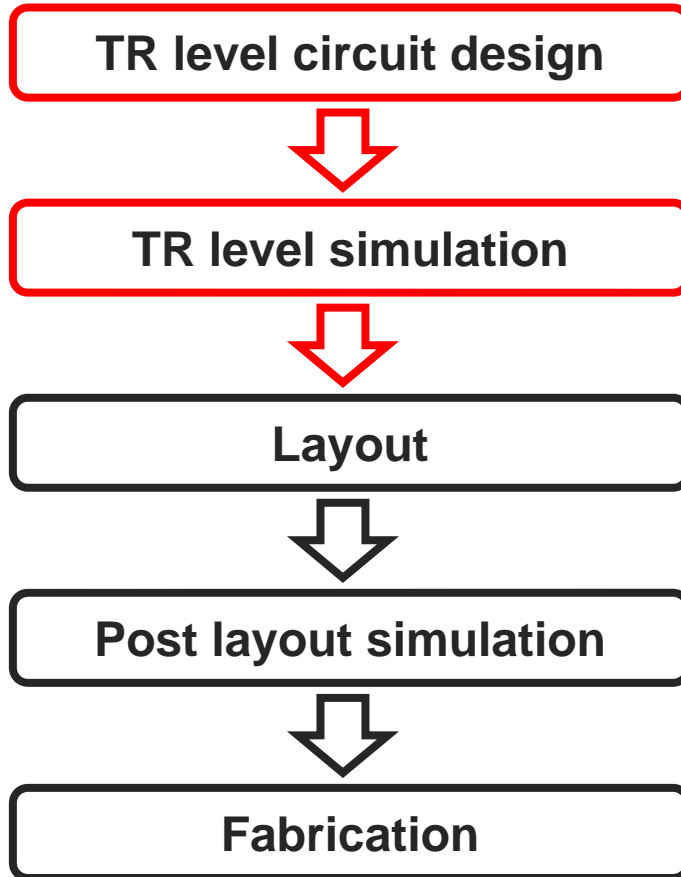 TR level circuit design
TR level simulation
Layout
Post layout simulation
Fabrication